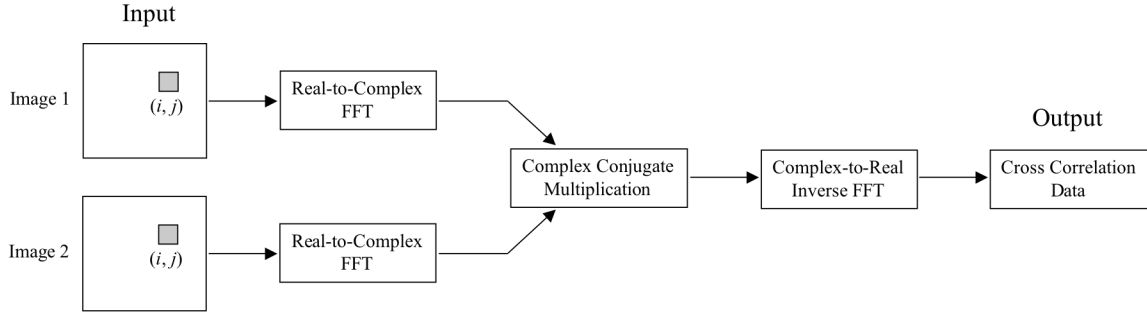 Input
Image 1
(i, j)
Real-to-Complex
FFT
Output
Complex Conjugate
Multiplication
Complex-to-Real
Inverse FFT
Cross Correlation
Data
Image 2
(i, j)
Real-to-Complex
FFT